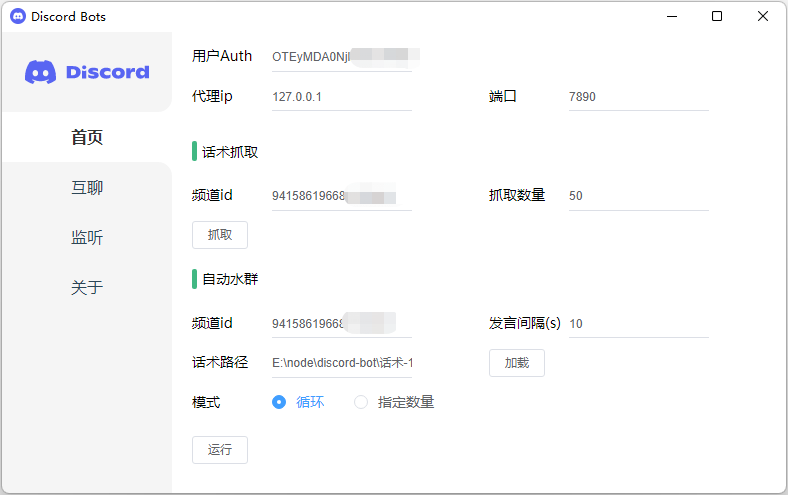 Discord Bots
Discord
首页
互聊
监听
关于
用户Auth OTEyMDA0Njl
代理ip 127.0.0.1 端口 7890
话术抓取
频道id 94158619668 抓取数量 50
抓取
自动水群
频道id 94158619668 发言间隔(s) 10
话术路径 E:\node\discord-bot\话术-1 加载
模式 循环 指定数量
运行